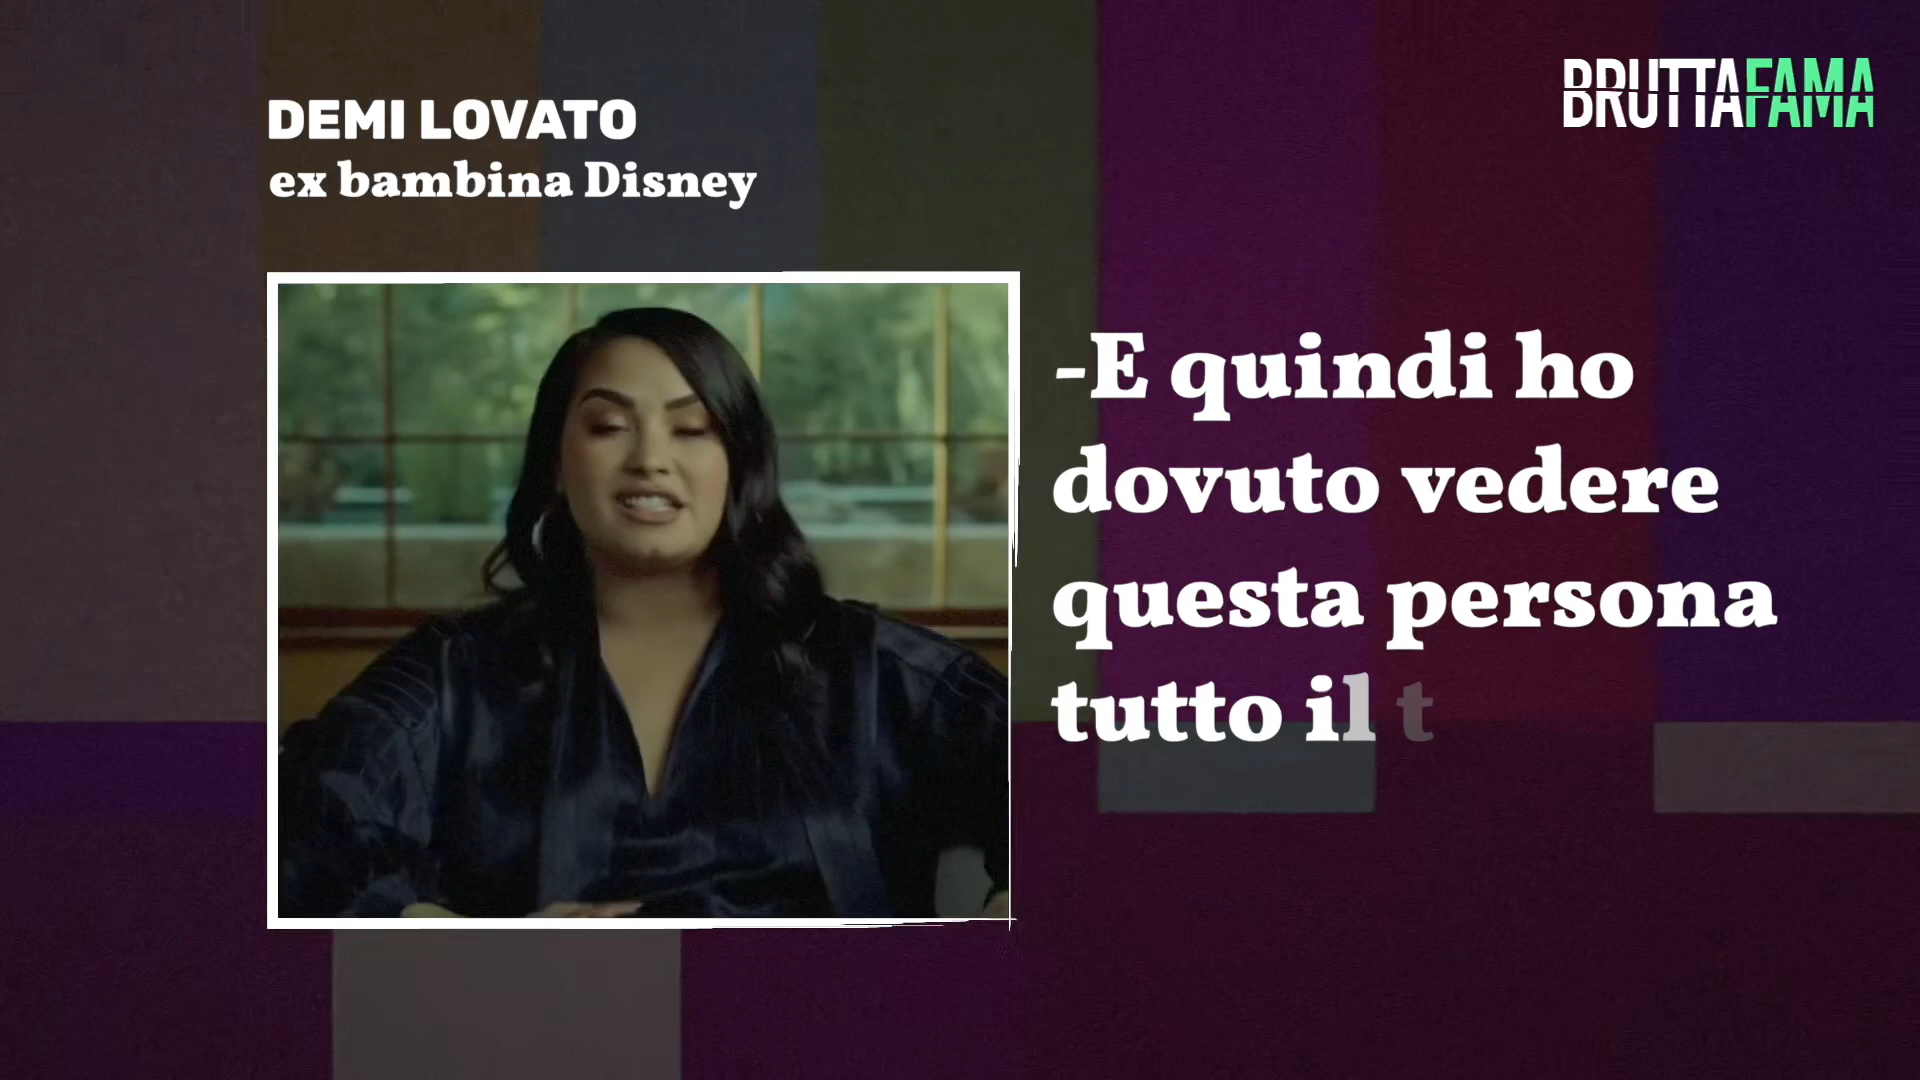 BRUTTAFAMA
DEMI LOVATO
ex bambina Disney
-E quindi ho
dovuto vedere
questa persona
tutto il t